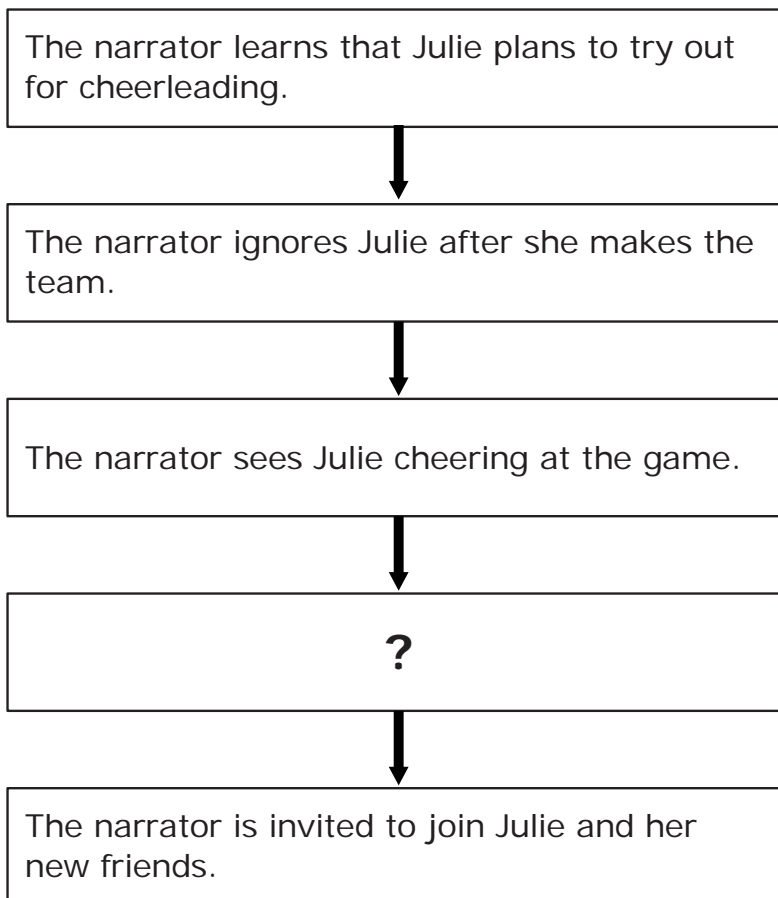 The narrator learns that Julie plans to try out
for cheerleading.
The narrator ignores Julie after she makes the
team.
The narrator sees Julie cheering at the game.
?
The narrator is invited to join Julie and her
new friends.